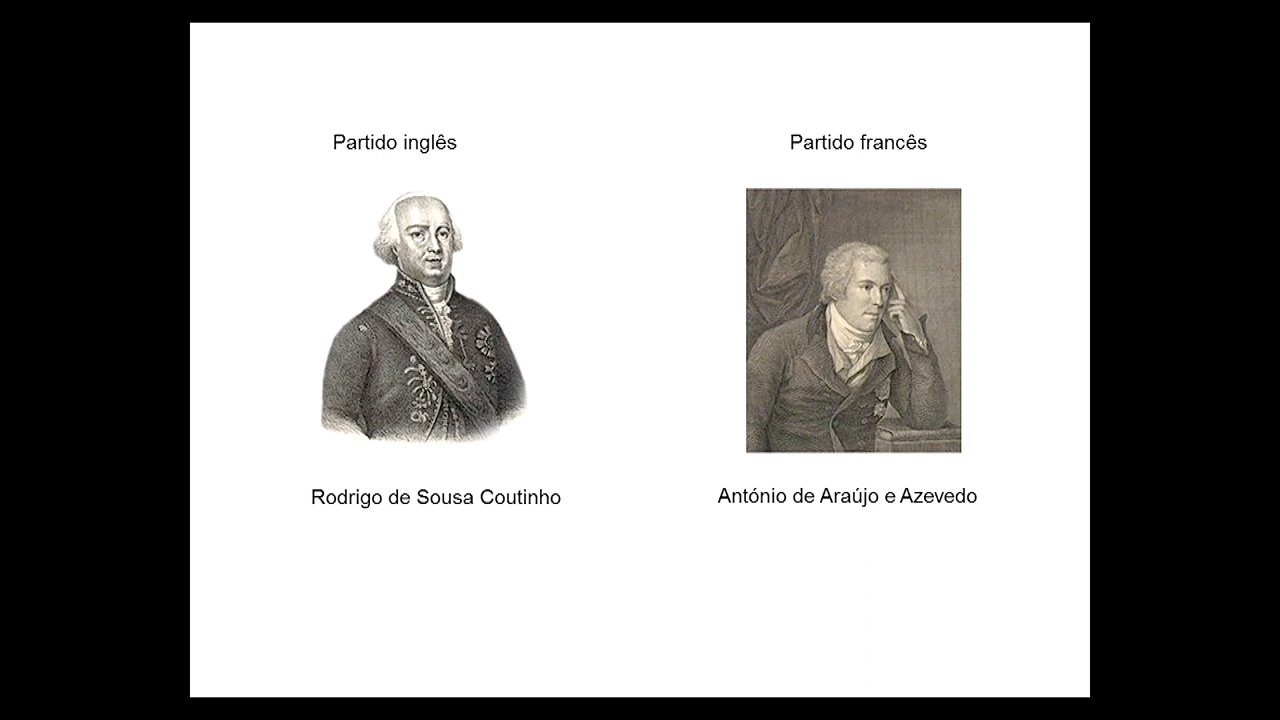 Partido inglês
Partido francês
Rodrigo de Sousa Coutinho
António de Araújo e Azevedo